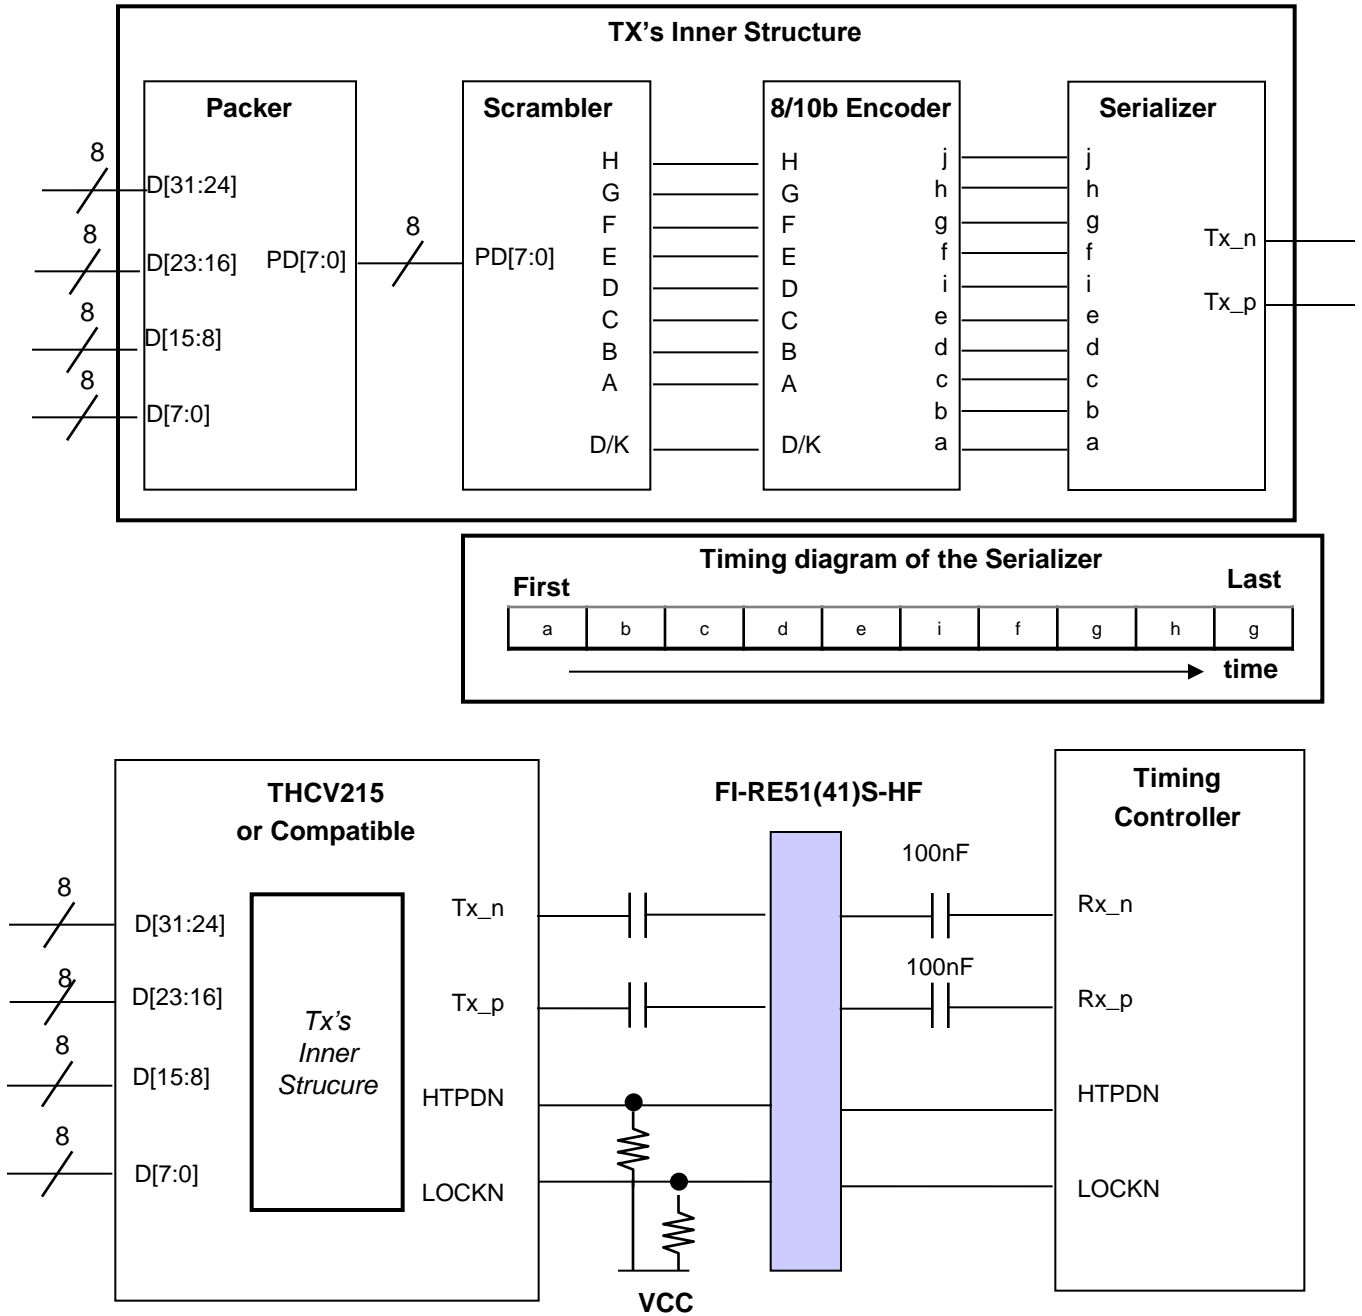 TX's Inner Structure
Packer
Scrambler
8/10b Encoder
Serializer
8
D[31:24]
8
D[23:16]
8
D[15:8]
8
D[7:0]
PD[7:0]
8
PD[7:0]
H
G
F
E
D
C
B
A
D/K
H
G
F
E
D
C
B
A
D/K
j
h
g
f
i
e
d
c
b
a
j
h
g
f
i
e
d
c
b
a
Tx_n
Tx_p
Timing diagram of the Serializer
First
Last
a b c d e i f g h g
time
THCV215
or Compatible
FI-RE51(41)S-HF
Timing
Controller
8
D[31:24]
8
D[23:16]
8
D[15:8]
8
D[7:0]
Tx's
Inner
Strucure
Tx_n
Tx_p
HTPDN
LOCKN
VCC
100nF
100nF
Rx_n
Rx_p
HTPDN
LOCKN